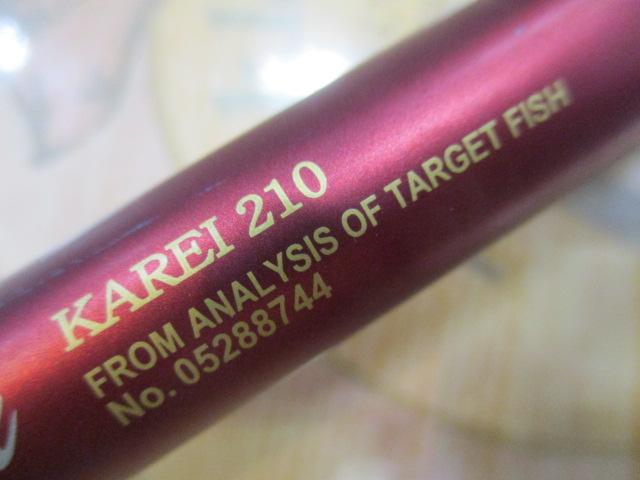 KAREI 210
FROM ANALYSIS OF TARGET FISH
No. 05288744